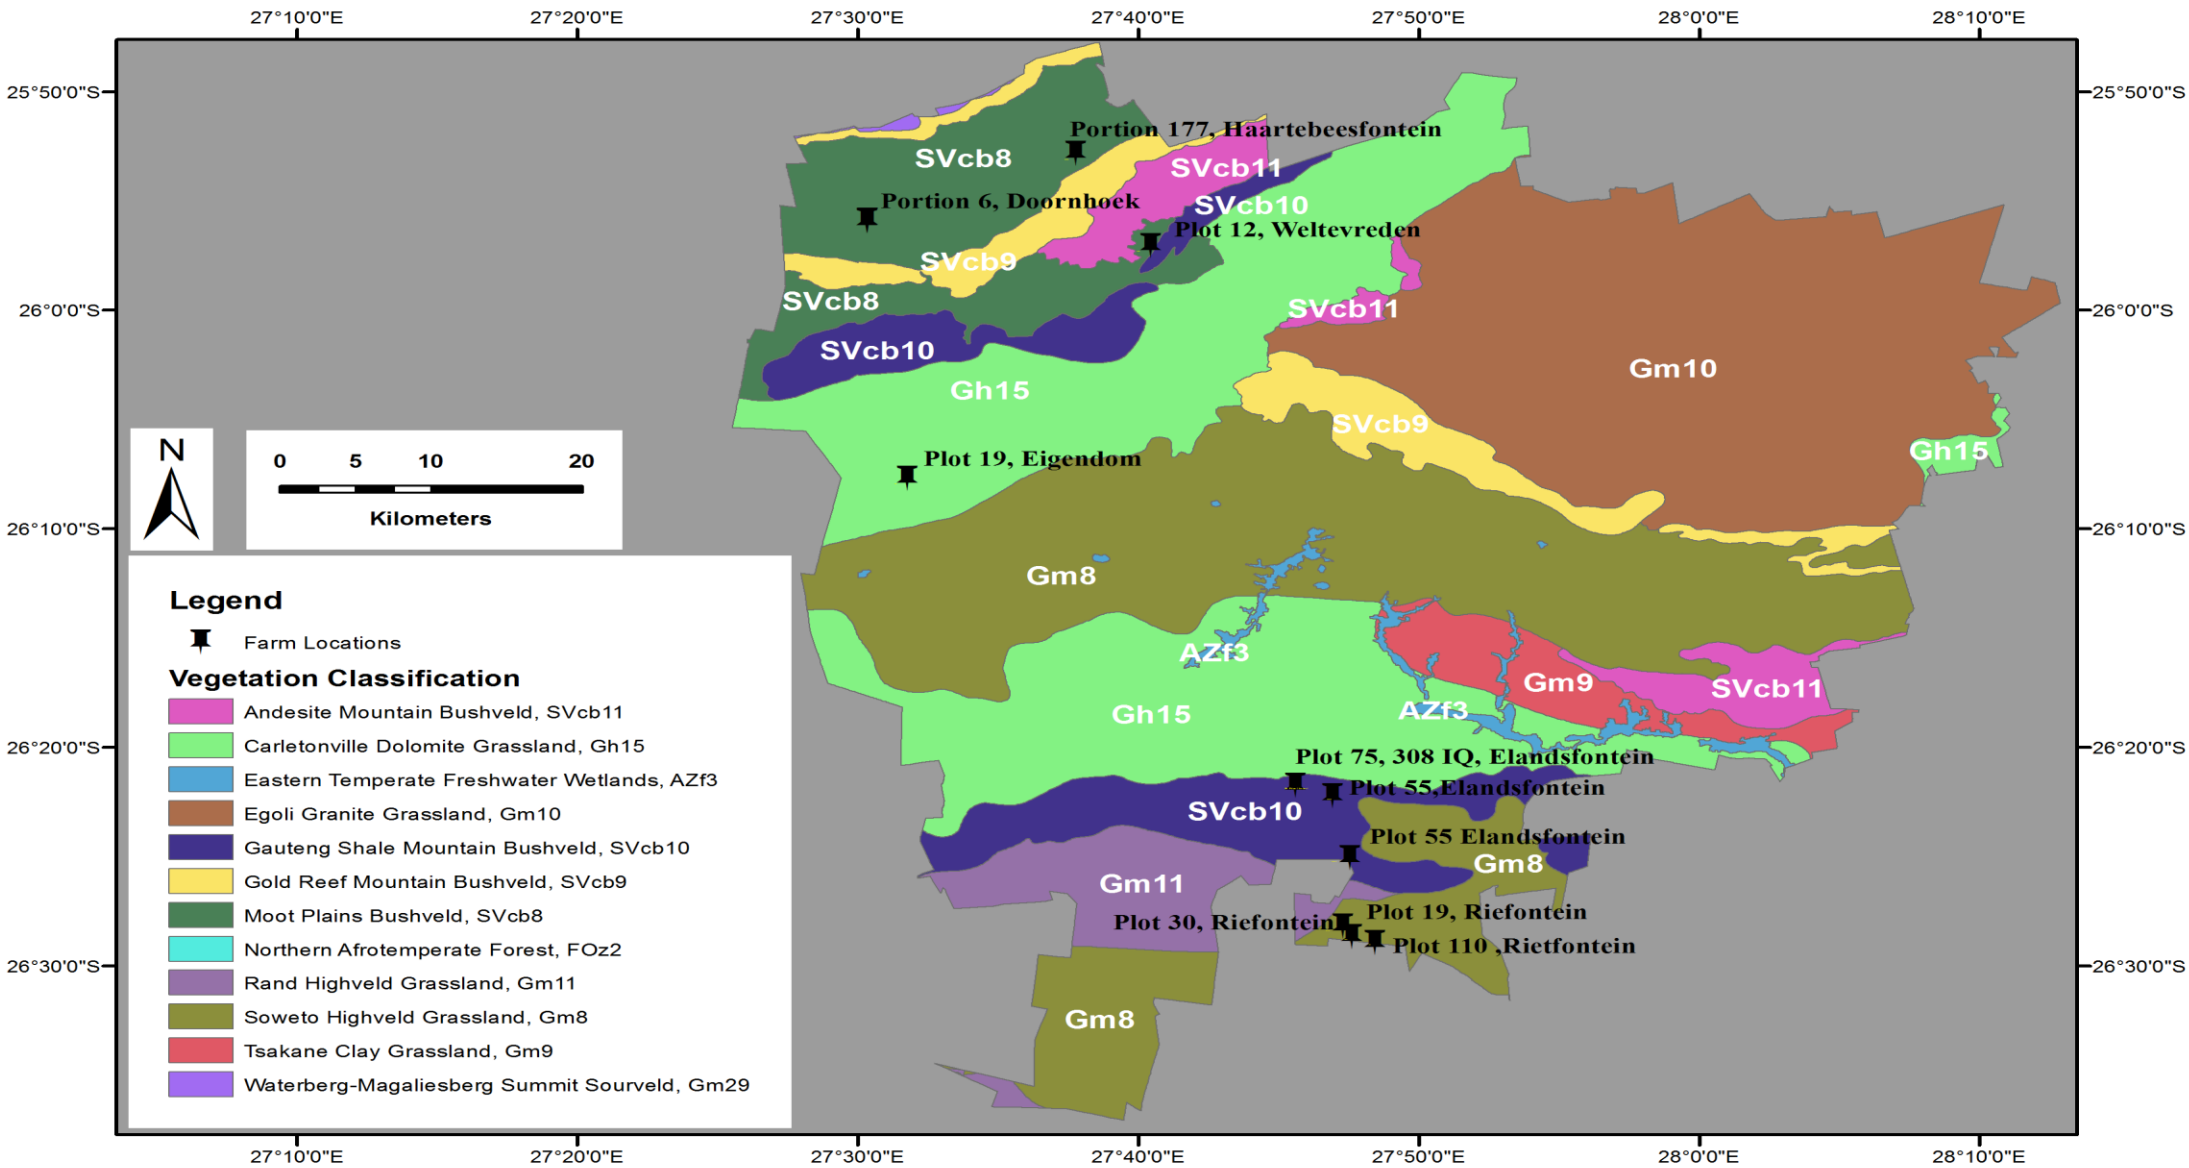 27°10'0"E 27°20'0"E 27°30'0"E 27°40'0"E 27°50'0"E 28°0'0"E 28°10'0"E
25°50'0"S 25°50'0"S
Portion 177, Haartebeesfontein
SVcb8 SVcb11
Portion 6, Doornhoek SVcb10
Plot 12, Weltevreden
SVcb9
SVcb8
26°0'0"S SVcb11 26°0'0"S
SVcb10
Gm10
Gh15
SVcb9
Gh15
Plot 19, Eigendom
N
0 5 10 20
Kilometers
26°10'0"S 26°10'0"S
Gm8
AZf3
Gm9 SVcb11
Gh15 AZf3
26°20'0"S 26°20'0"S
Plot 75, 308 IQ, Elandsfontein
Plot 55,Elandsfontein
SVcb10
Plot 55 Elandsfontein
Gm8
Gm11
Plot 19, Riefontein
Plot 30, Riefontein
Plot 110 ,Rietfontein
26°30'0"S 26°30'0"S
Gm8
Legend
Farm Locations
Vegetation Classification
Andesite Mountain Bushveld, SVcb11
Carletonville Dolomite Grassland, Gh15
Eastern Temperate Freshwater Wetlands, AZf3
Egoli Granite Grassland, Gm10
Gauteng Shale Mountain Bushveld, SVcb10
Gold Reef Mountain Bushveld, SVcb9
Moot Plains Bushveld, SVcb8
Northern Afrotemperate Forest, FOz2
Rand Highveld Grassland, Gm11
Soweto Highveld Grassland, Gm8
Tsakane Clay Grassland, Gm9
Waterberg-Magaliesberg Summit Sourveld, Gm29
27°10'0"E 27°20'0"E 27°30'0"E 27°40'0"E 27°50'0"E 28°0'0"E 28°10'0"E